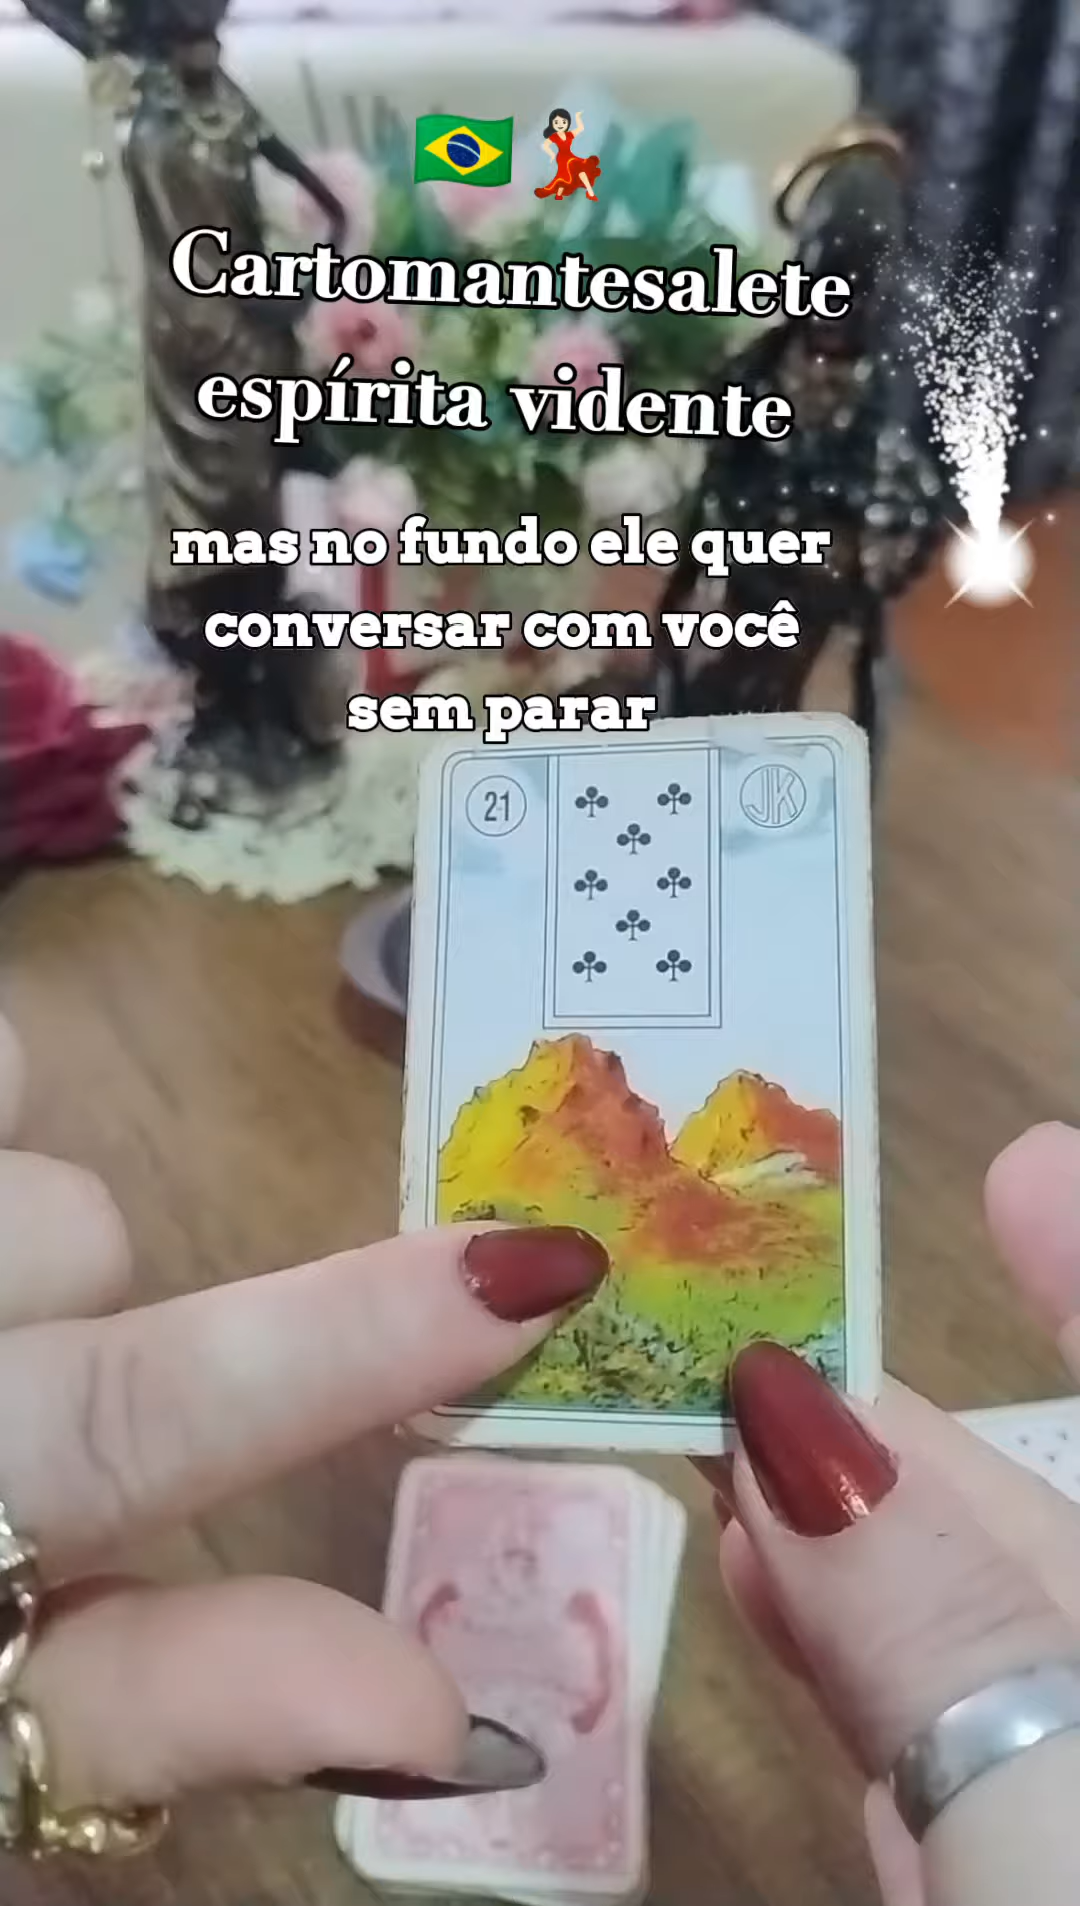 Cartomantesalete
espírita vidente
mas no fundo ele quer
conversar com você
sem parar
21
JK